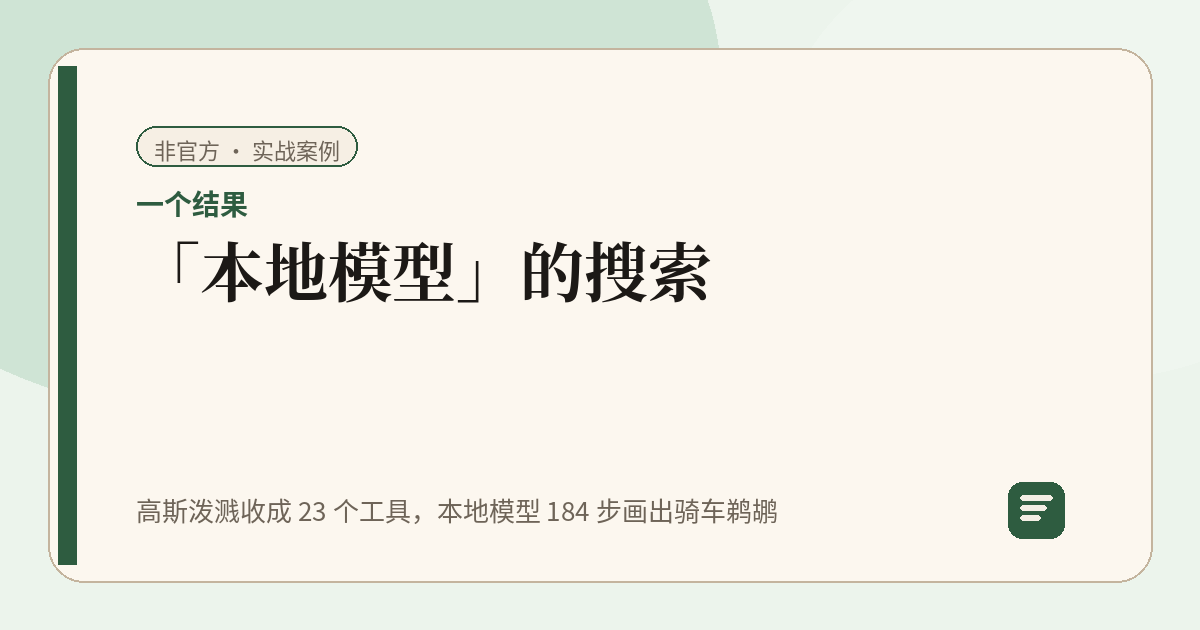 非官方 · 实战案例
一个结果
「本地模型」的搜索
高斯泼溅收成 23 个工具，本地模型 184 步画出骑车鹈鹕